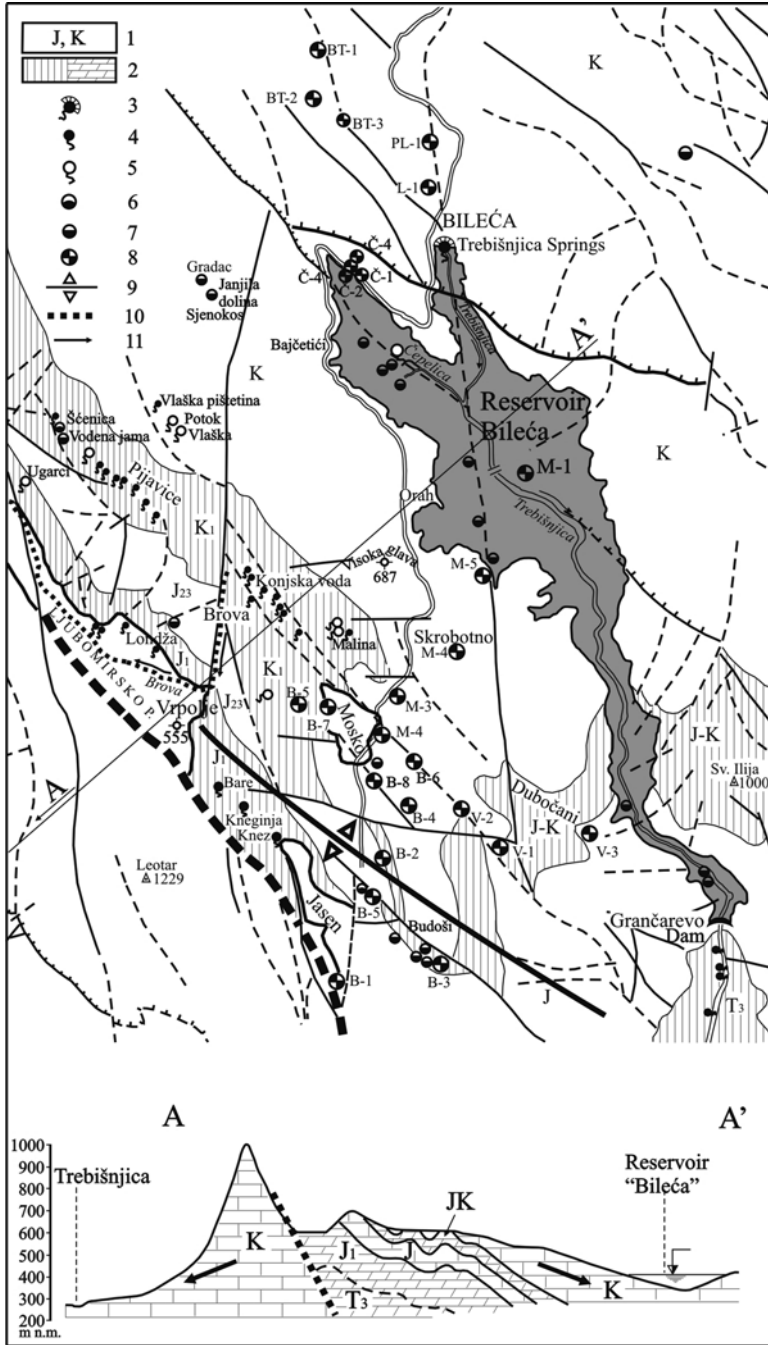 J, K 1
2
3
4
5
6
7
8
9
10
11
BT-1
BT-2
BT-3
PL-1
L-1
K
BILEĆA
Trebišnjica Springs
Č-4
Č-4
Č-1
C-2
Gradac
Janjila
dolina
Sjenokos
Bajčetići
Čepelica
Trebišnjica
A'
K
Vlaška pištetina
Potok
Vlaška
Reservoir
Bileća
K
Šćenica
Vodena jama
Ugarci
Pijavice
M-1
Orah
Trebišnjica
K1
Visoka glava
687
M-5
J23
Konjska voda
Brova
Londža
J1
Malina
Skrobotno
M-4
LJUBOMIRSKO P.
Brova
K1
B-5
B-7
M-3
Mosko
M-4
J23
Vrpolje
555
J-K
Sv. Ilija
1000
J1
Bare
B-8
B-6
Dubočani
A
B-4
V-2
J-K
Kneginja
Knez
V-1
V-3
Leotar
1229
B-2
Jasen
B-5
Budoši
Grančarevo
Dam
B-3
B-1
J
T3
A
A'
1000
900
800
700
600
500
400
300
200
m n.m.
Trebišnjica
Reservoir
"Bileća"
JK
K
J1
J
T3
K